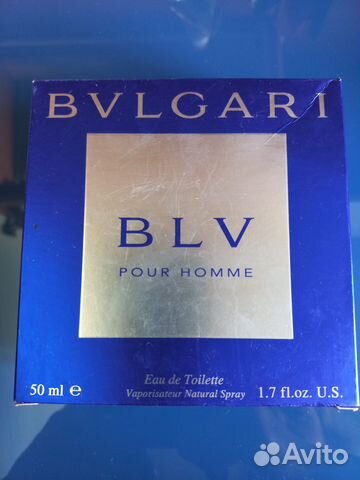 BVLGARI
BLV
POUR HOMME
Eau de Toilette
50 ml e Vaporisateur Natural Spray 1.7 fl.oz. U.S.
Avito